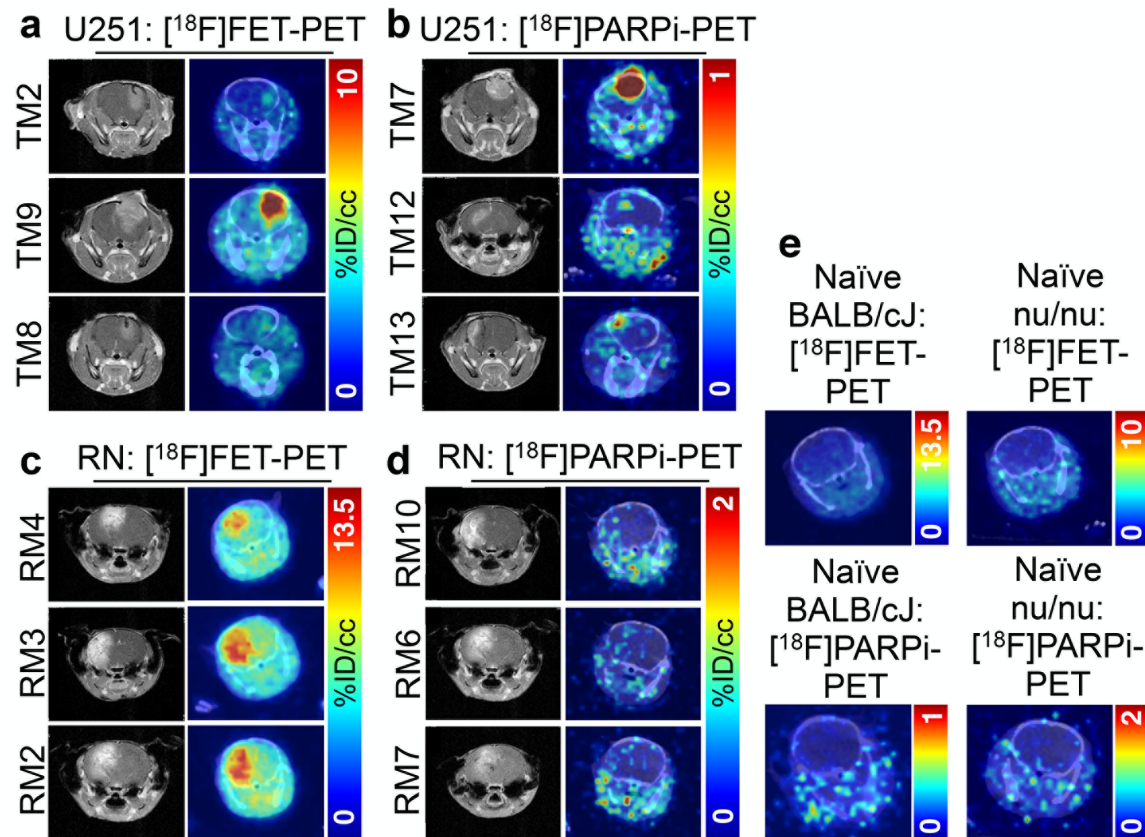 a U251: [¹⁸F]FET-PET
TM2
TM9
TM8
10
%ID/cc
0
b U251: [¹⁸F]PARPi-PET
TM7
TM12
TM13
1
%ID/cc
0
c RN: [¹⁸F]FET-PET
RM4
RM3
RM2
13.5
%ID/cc
0
d RN: [¹⁸F]PARPi-PET
RM10
RM6
RM7
2
%ID/cc
0
e
Naïve
BALB/cJ:
[¹⁸F]FET-
PET
13.5
0
Naïve
nu/nu:
[¹⁸F]FET-
PET
10
0
Naïve
BALB/cJ:
[¹⁸F]PARPi-
PET
1
0
Naïve
nu/nu:
[¹⁸F]PARPi-
PET
2
0